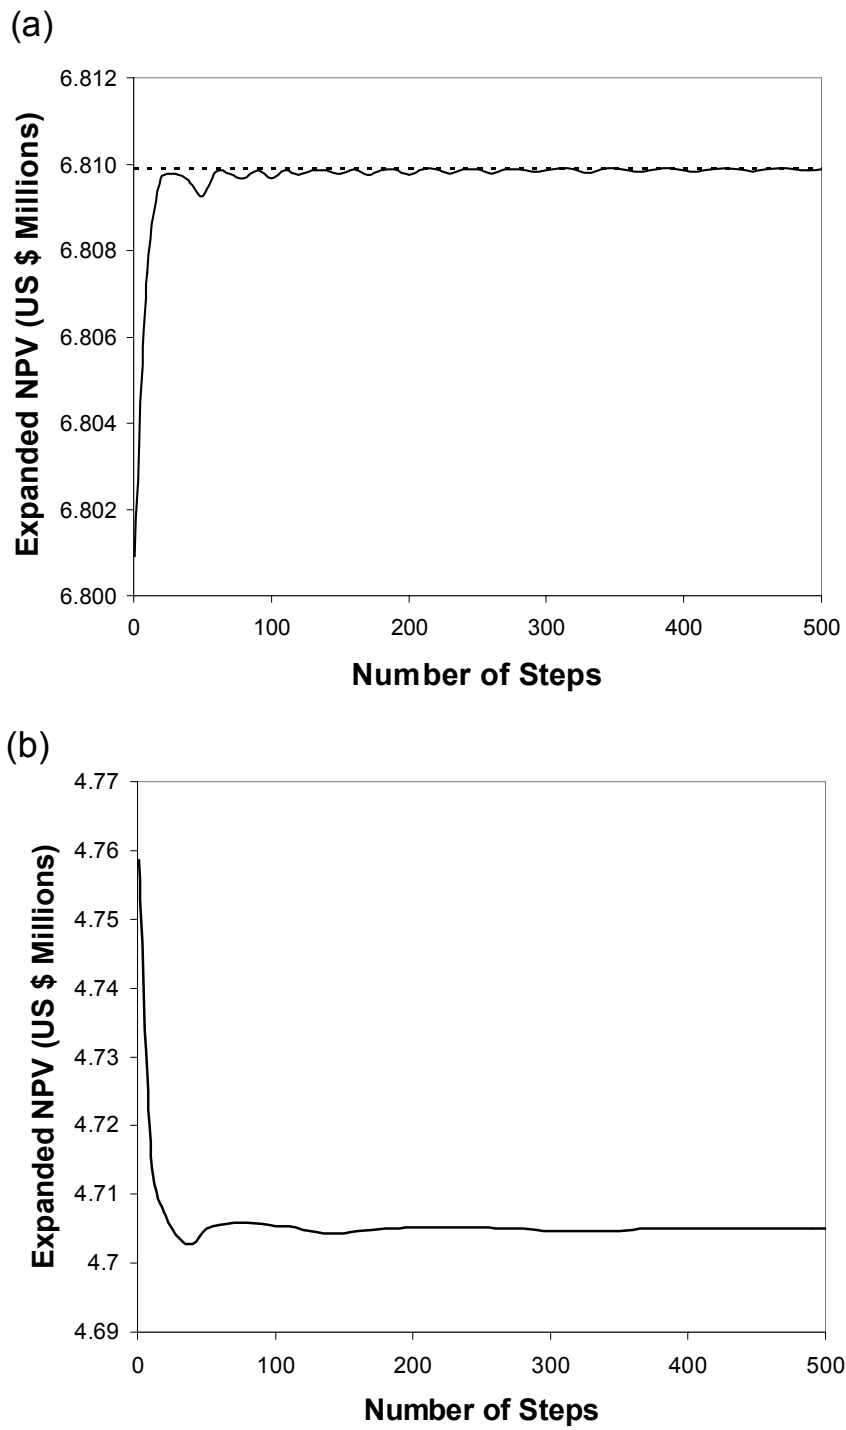 (a)
Expanded NPV (US $ Millions)
6.812
6.810
6.808
6.806
6.804
6.802
6.800
0 100 200 300 400 500
Number of Steps
(b)
Expanded NPV (US $ Millions)
4.77
4.76
4.75
4.74
4.73
4.72
4.71
4.7
4.69
0 100 200 300 400 500
Number of Steps